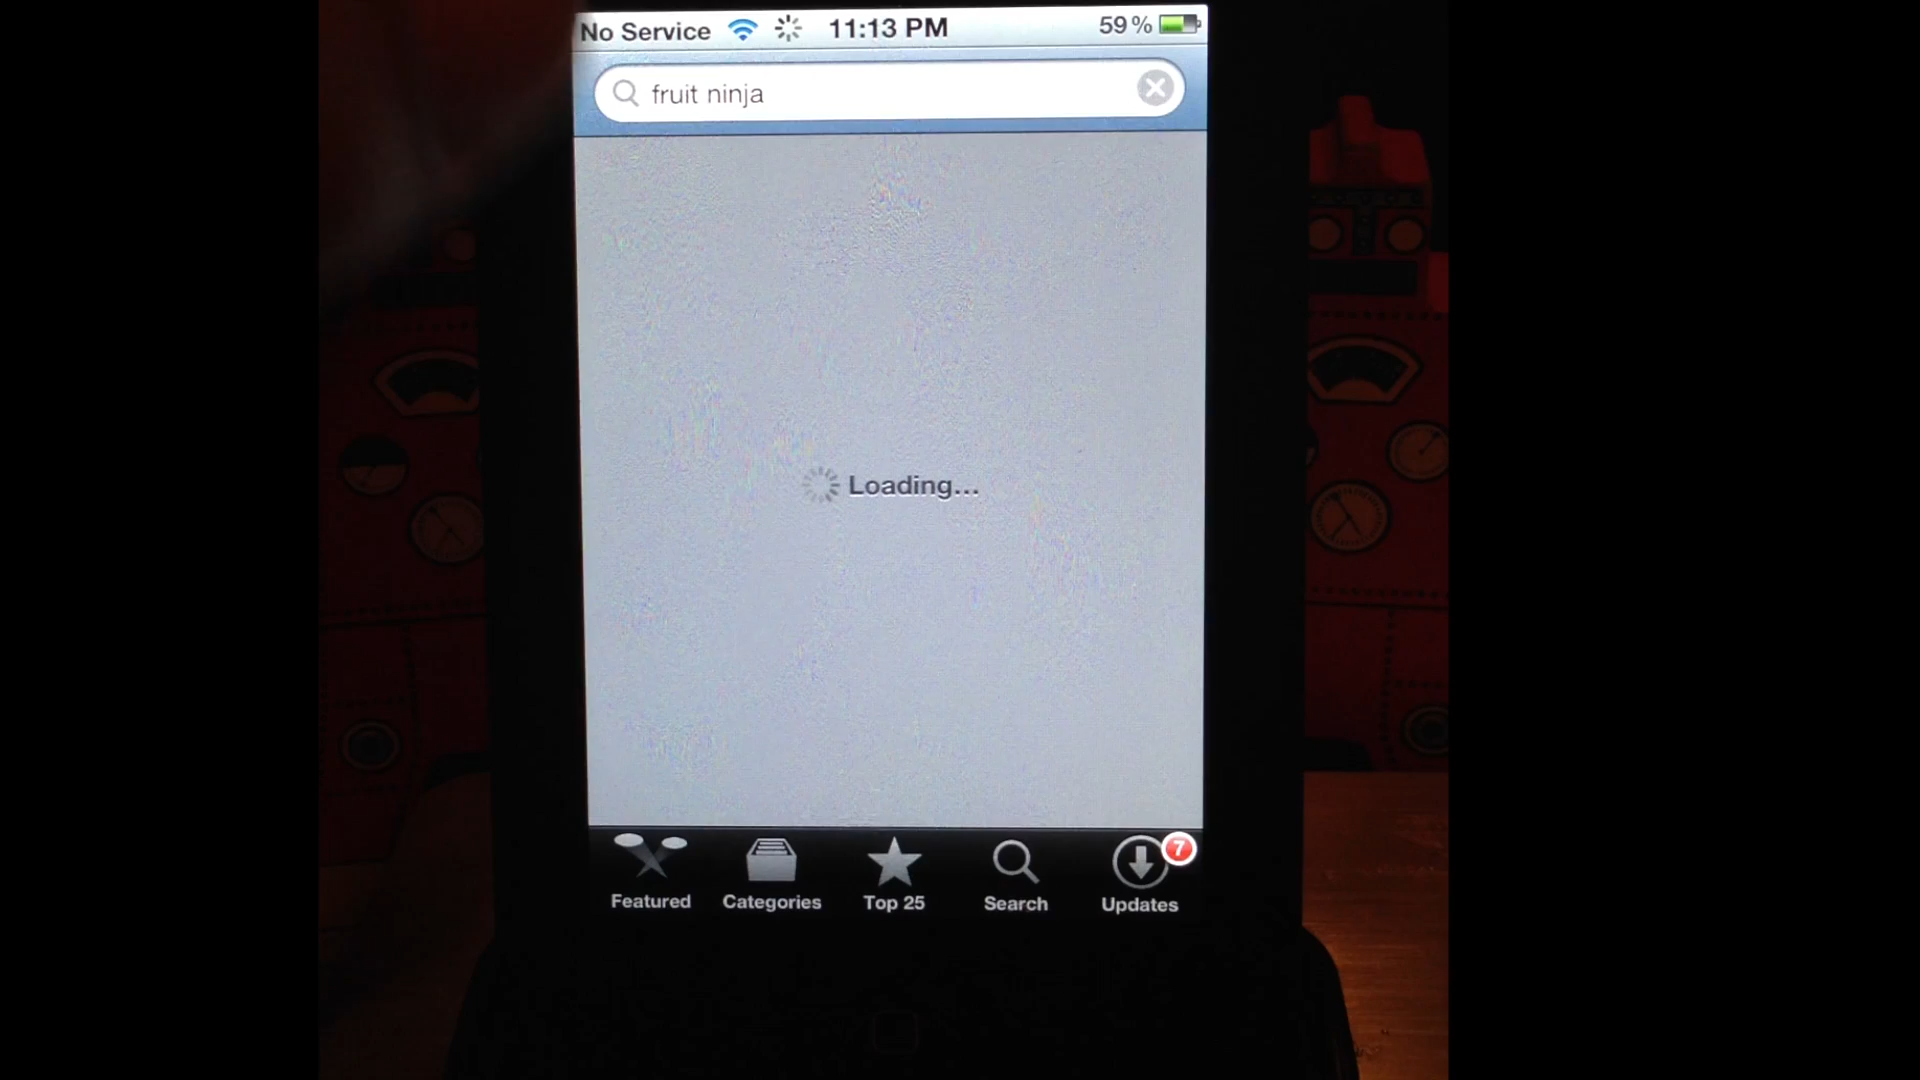 No Service 11:13 PM 59%
fruit ninja
Loading...
7
Featured Categories Top 25 Search Updates